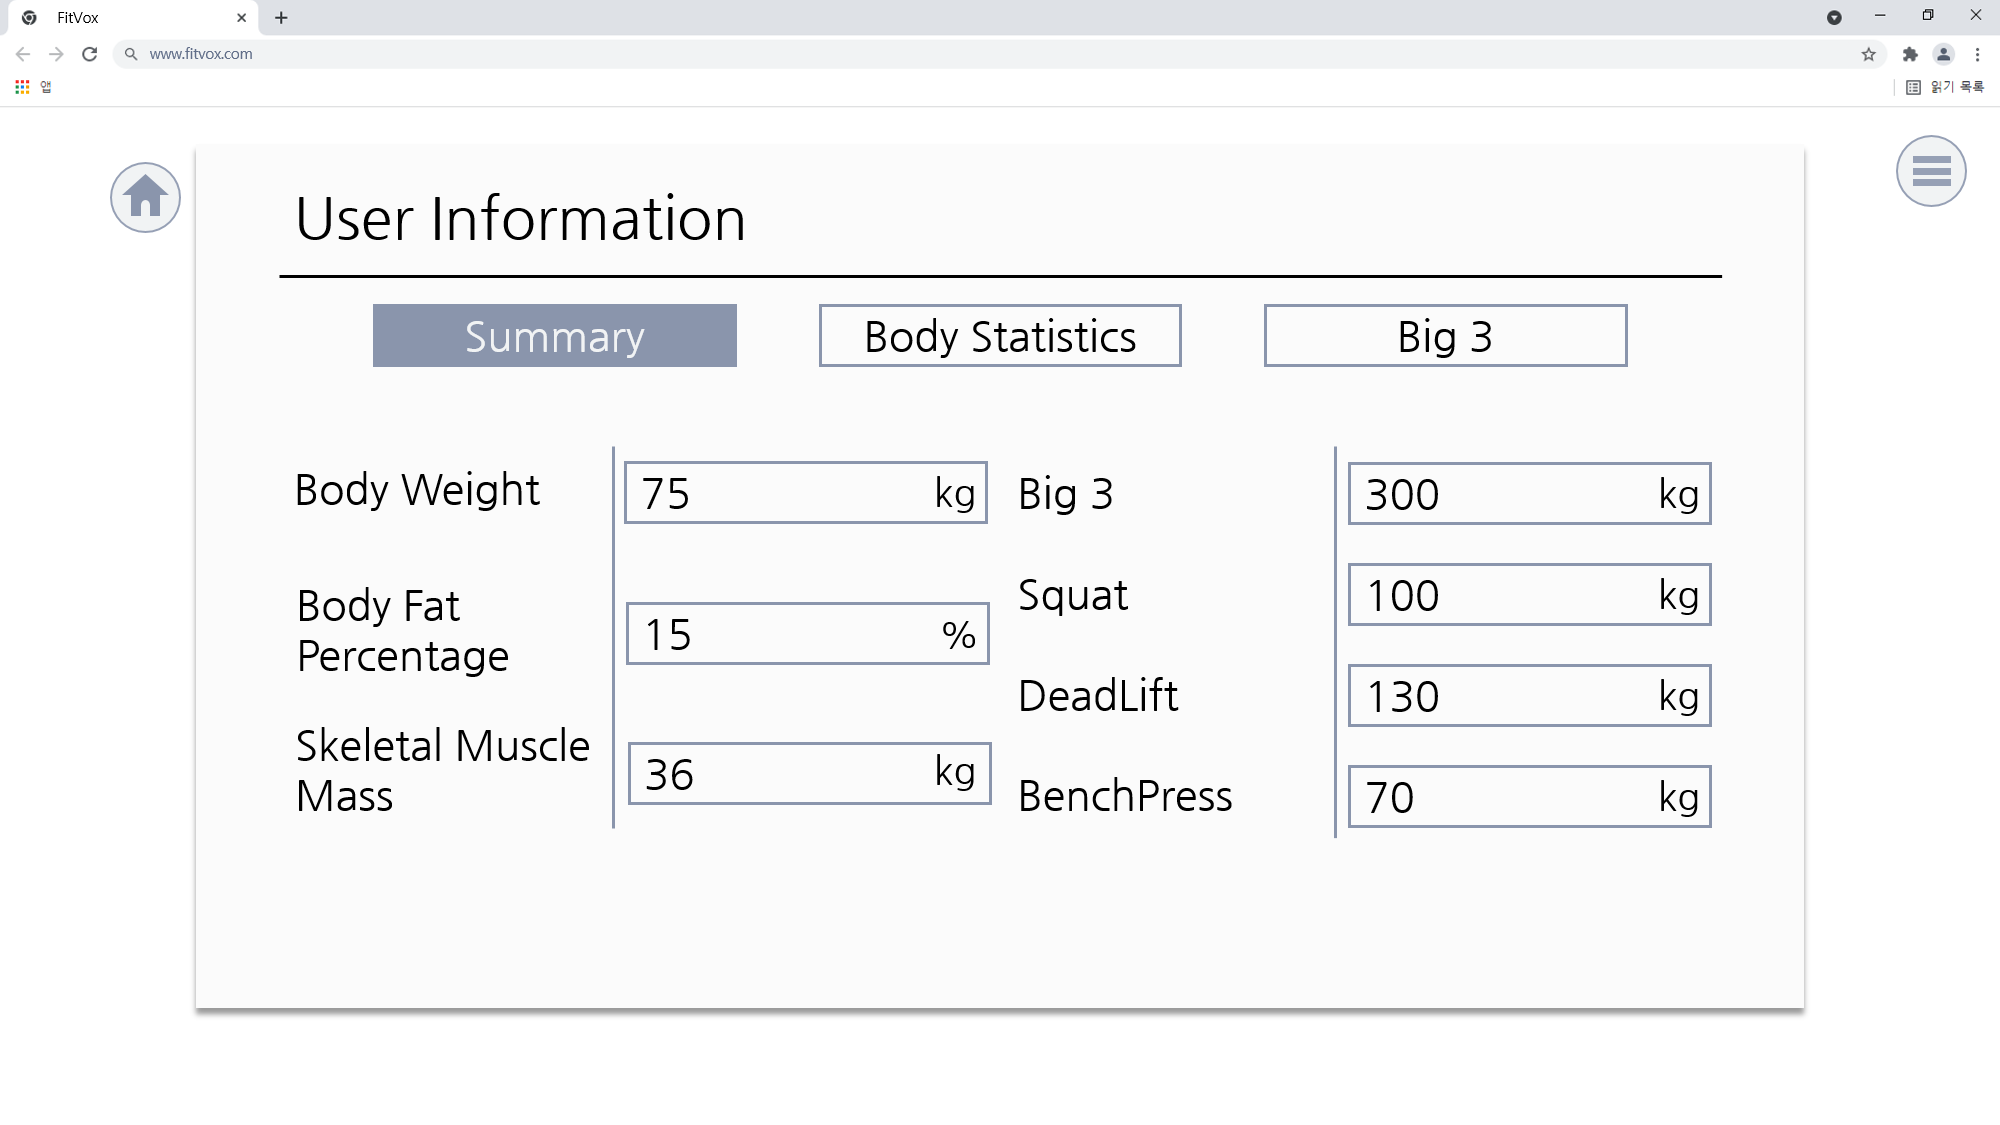 FitVox
www.fitvox.com
앱
읽기 목록
User Information
Summary
Body Statistics
Big 3
Body Weight
75 kg
Body Fat
Percentage
15 %
Skeletal Muscle
Mass
36 kg
Big 3
300 kg
Squat
100 kg
DeadLift
130 kg
BenchPress
70 kg